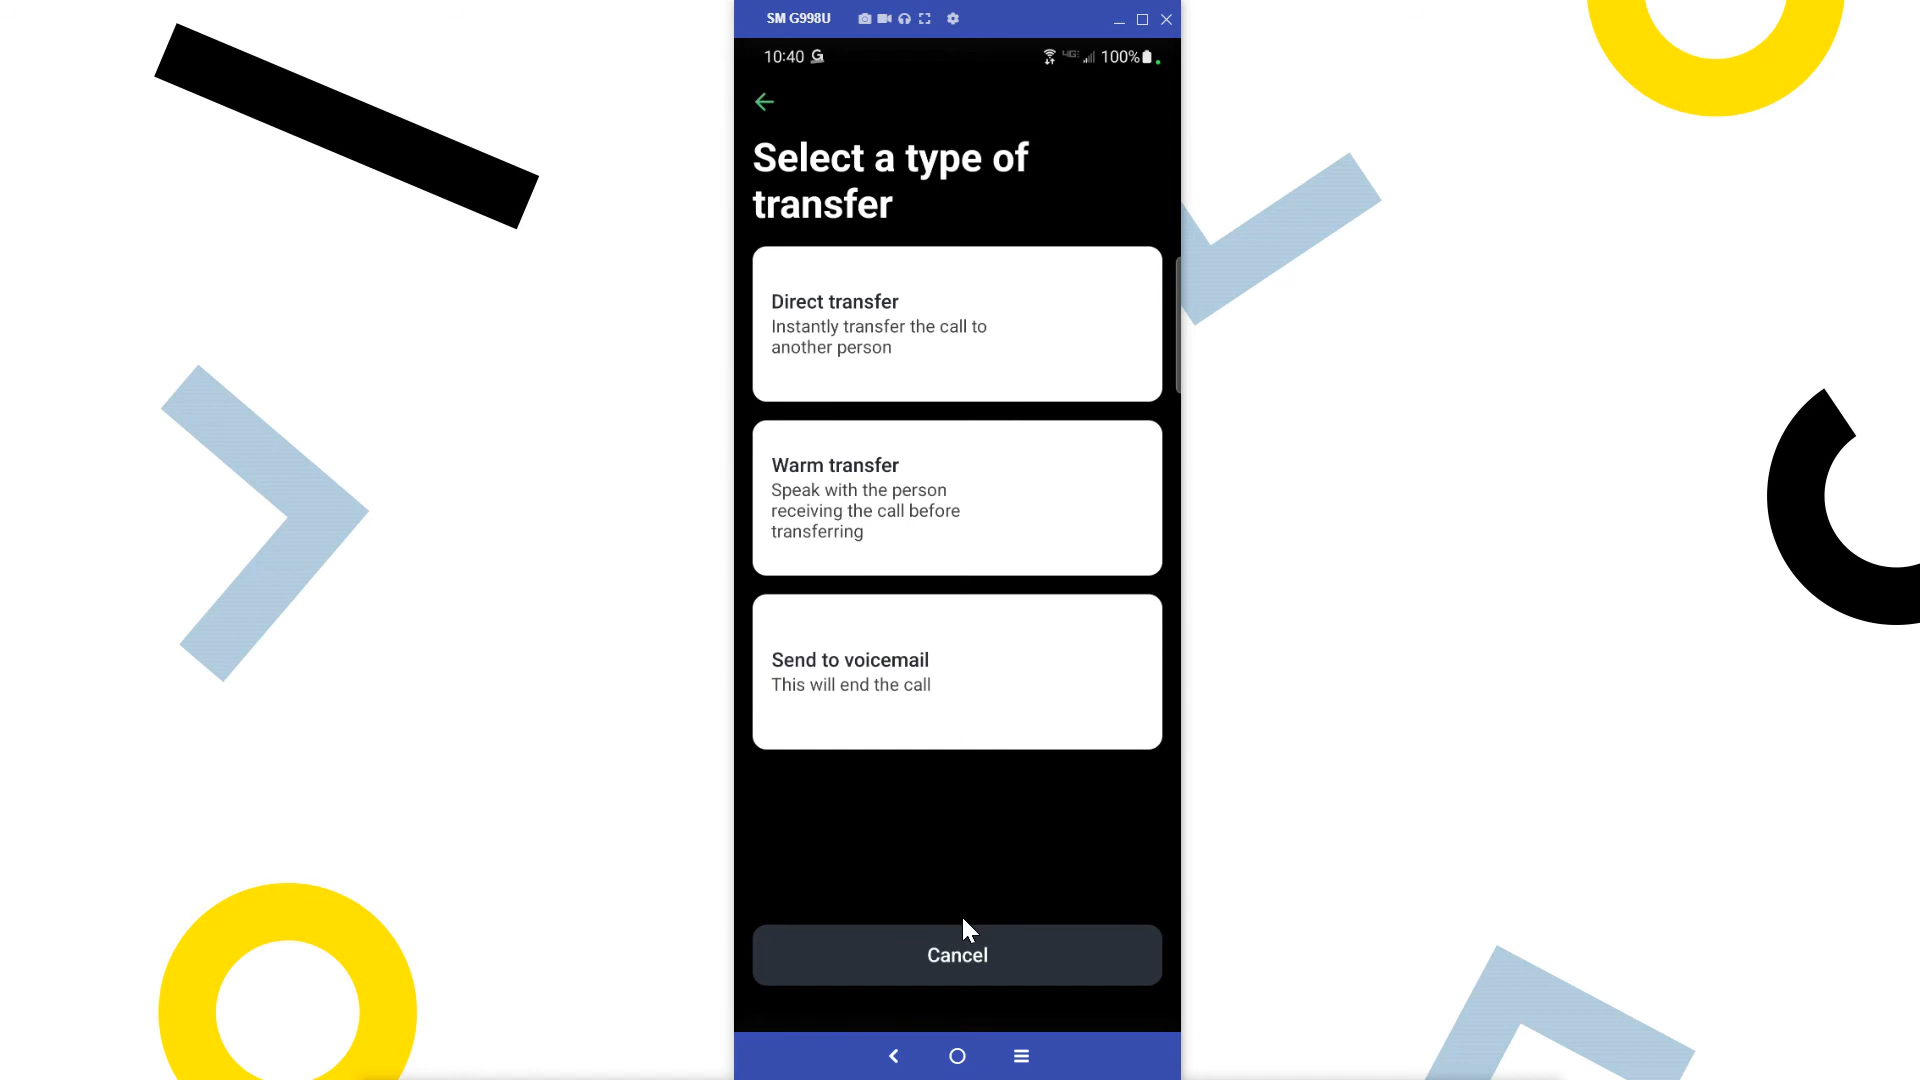 SM G998U
10:40 G
4G 100%
Select a type of
transfer
Direct transfer
Instantly transfer the call to
another person
Warm transfer
Speak with the person
receiving the call before
transferring
Send to voicemail
This will end the call
Cancel